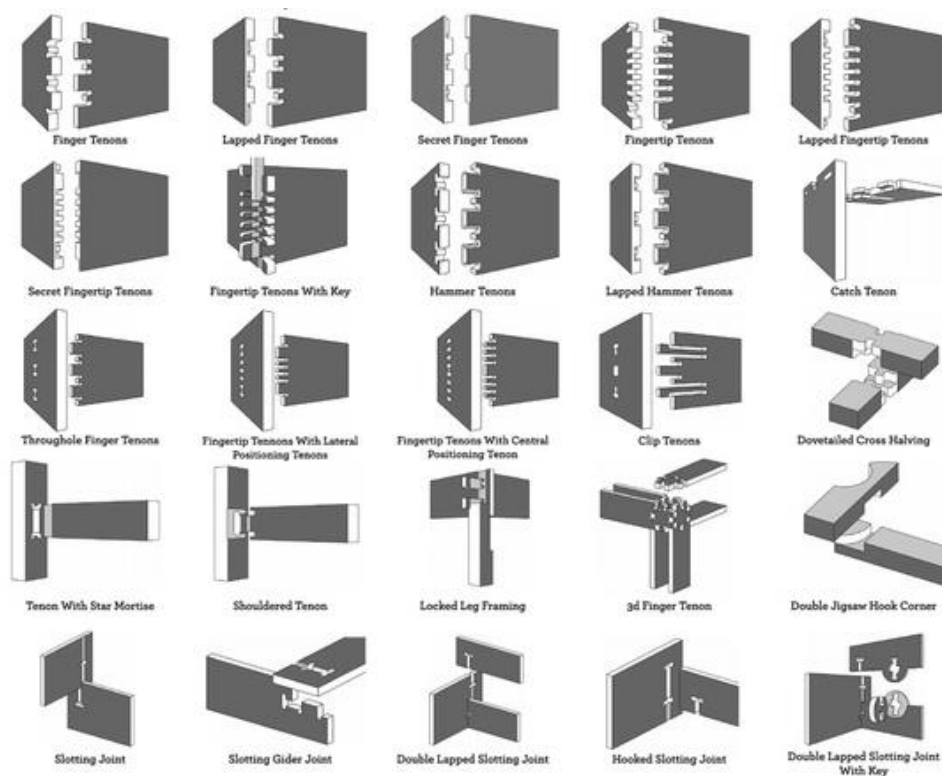 Finger Tenons
Lapped Finger Tenons
Secret Finger Tenons
Fingertip Tenons
Lapped Fingertip Tenons
Secret Fingertip Tenons
Fingertip Tenons With Key
Hammer Tenons
Lapped Hammer Tenons
Catch Tenon
Throughole Finger Tenons
Fingertip Tennons With Lateral
Positioning Tenons
Fingertip Tenons With Central
Positioning Tenon
Clip Tenons
Dovetailed Cross Halving
Tenon With Star Mortise
Shouldered Tenon
Locked Leg Framing
3d Finger Tenon
Double Jigsaw Hook Corner
Slotting Joint
Slotting Gider Joint
Double Lapped Slotting Joint
Hooked Slotting Joint
Double Lapped Slotting Joint
With Key